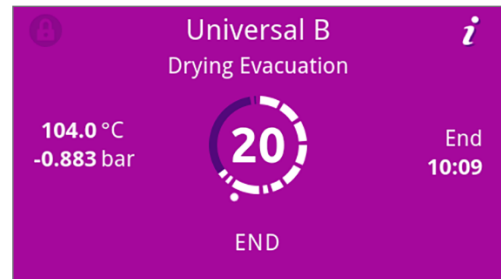 Universal B
i
Drying Evacuation
104.0 °C
-0.883 bar
20
End
10:09
END